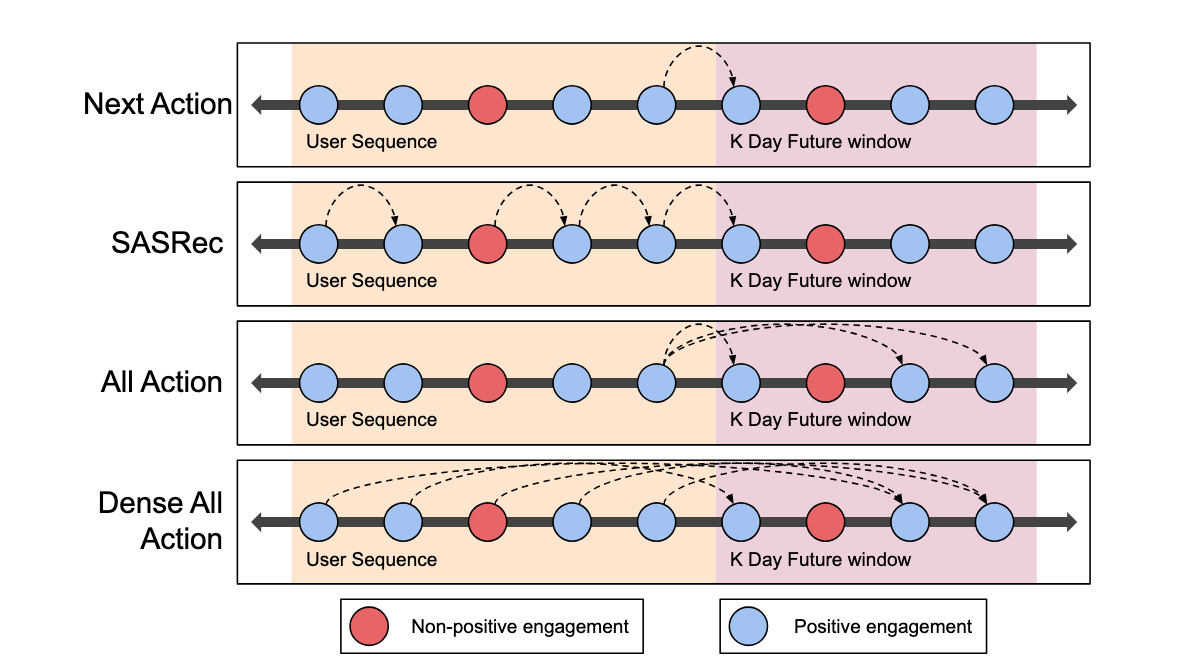 Next Action
User Sequence
K Day Future window
SASRec
User Sequence
K Day Future window
All Action
User Sequence
K Day Future window
Dense All
Action
User Sequence
K Day Future window
Non-positive engagement
Positive engagement